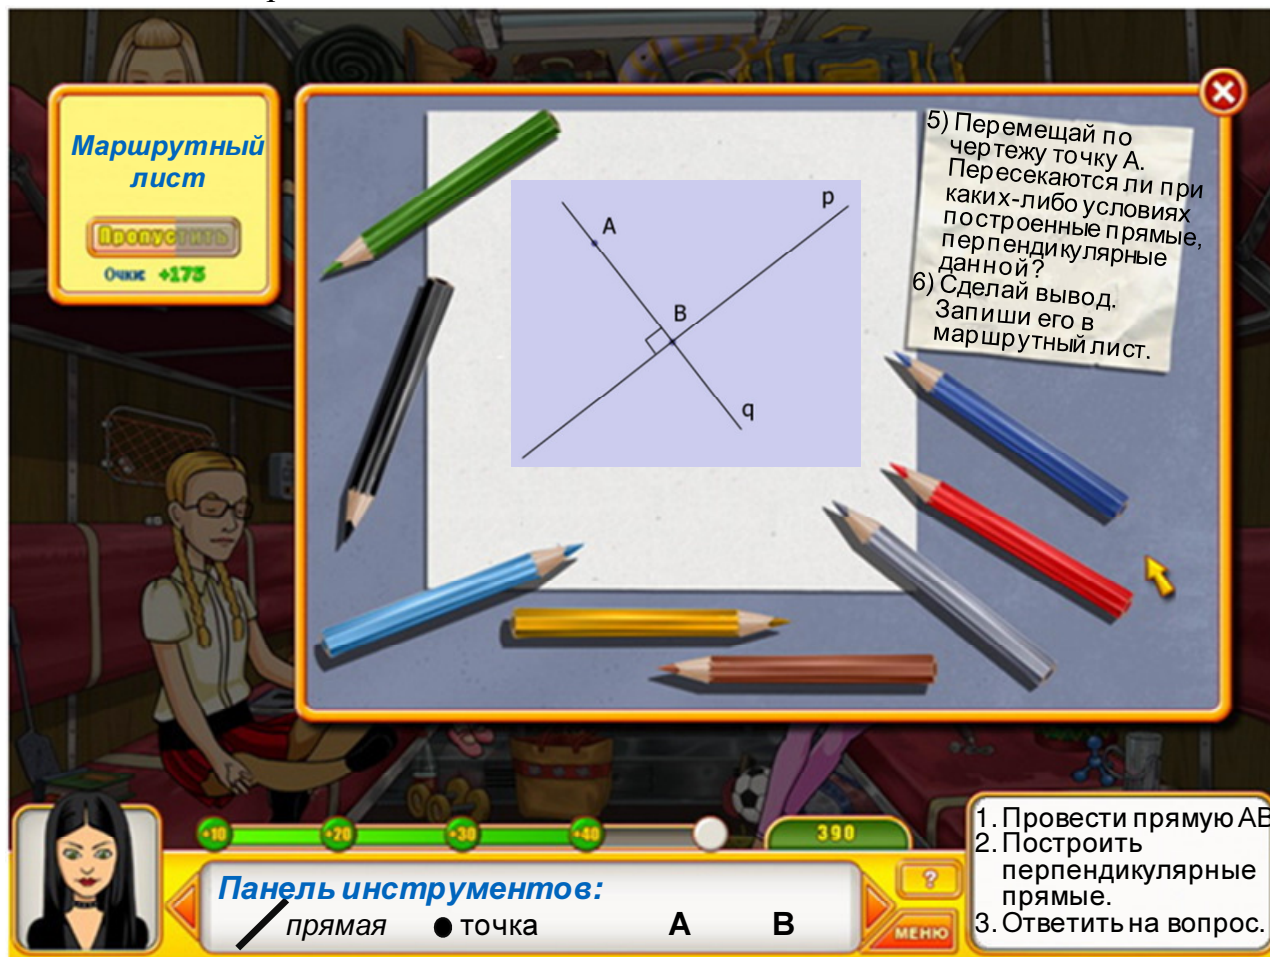 Маршрутный
лист
Пропустить
Очки: +175
5) Перемещай по
чертежу точку А.
Пересекаются ли при
каких-либо условиях
построенные прямые,
перпендикулярные
данной?
6) Сделай вывод.
Запиши его в
маршрутный лист.
A
p
B
q
+10
+20
+30
+40
390
Панель инструментов:
прямая
точка
А
В
?
МЕНЮ
1. Провести прямую АВ
2. Построить
перпендикулярные
прямые.
3. Ответить на вопрос.